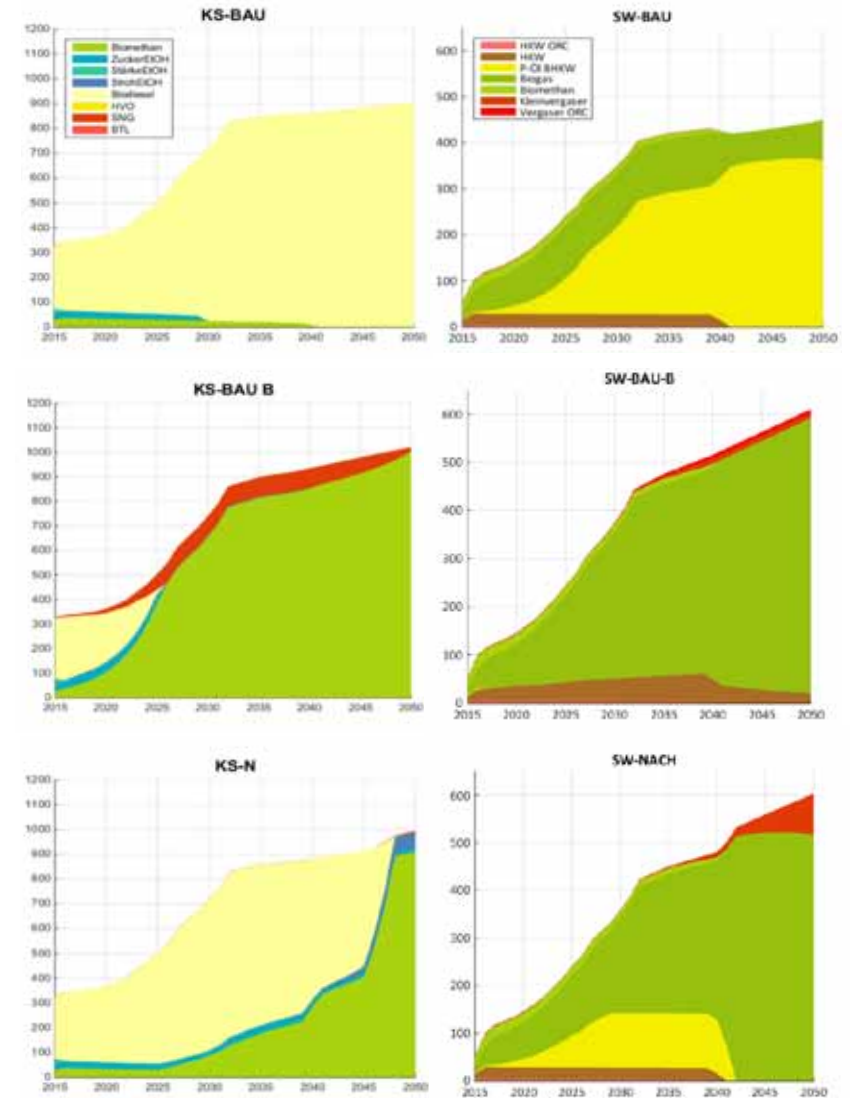 KS-BAU
1200
1100
1000
900
800
700
600
500
400
300
200
100
0
Biomethan
ZuckerEtOH
StärkeEtOH
StrohEtOH
Biodiesel
HVO
SNG
BTL
2015 2020 2025 2030 2035 2040 2045 2050
SW-BAU
600
500
400
300
200
100
0
HKW ORC
HKW
P-Öl BHKW
Biogas
Biomethan
Kleinvergaser
Vergaser ORC
2015 2020 2025 2030 2035 2040 2045 2050
KS-BAU B
1200
1100
1000
900
800
700
600
500
400
300
200
100
0
2015 2020 2025 2030 2035 2040 2045 2050
SW-BAU-B
600
500
400
300
200
100
0
2015 2020 2025 2030 2035 2040 2045 2050
KS-N
1200
1100
1000
900
800
700
600
500
400
300
200
100
0
2015 2020 2025 2030 2035 2040 2045 2050
SW-NACH
600
500
400
300
200
100
0
2015 2020 2025 2030 2035 2040 2045 2050